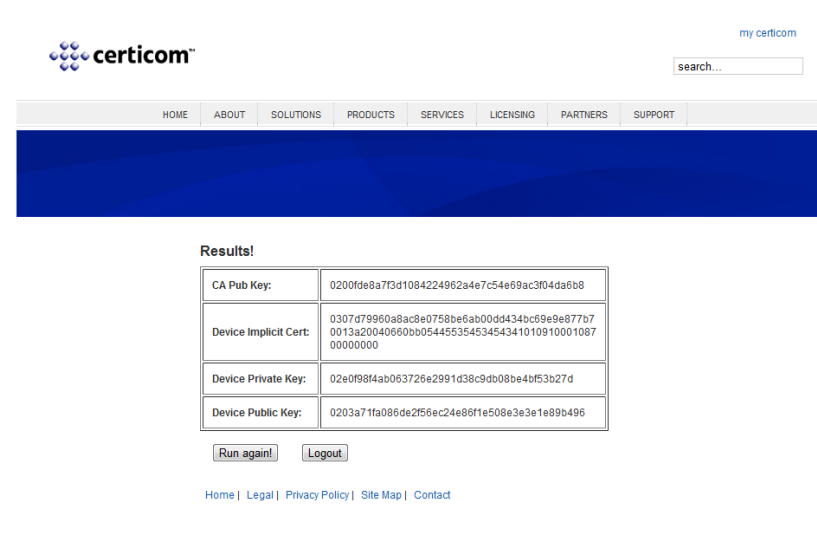 my certicom
certicom™
search...
HOME ABOUT SOLUTIONS PRODUCTS SERVICES LICENSING PARTNERS SUPPORT
Results!
CA Pub Key: 0200fde8a7f3d1084224962a4e7c54e69ac3f04da6b8
Device Implicit Cert: 0307d79960a8ac8e0758be6ab00dd434bc69e9e877b7
0013a20040660bb05445535453454341010910001087
00000000
Device Private Key: 02e0f98f4ab063726e2991d38c9db08be4bf53b27d
Device Public Key: 0203a71fa086de2f56ec24e86f1e508e3e3e1e89b496
Run again! Logout
Home | Legal | Privacy Policy | Site Map | Contact